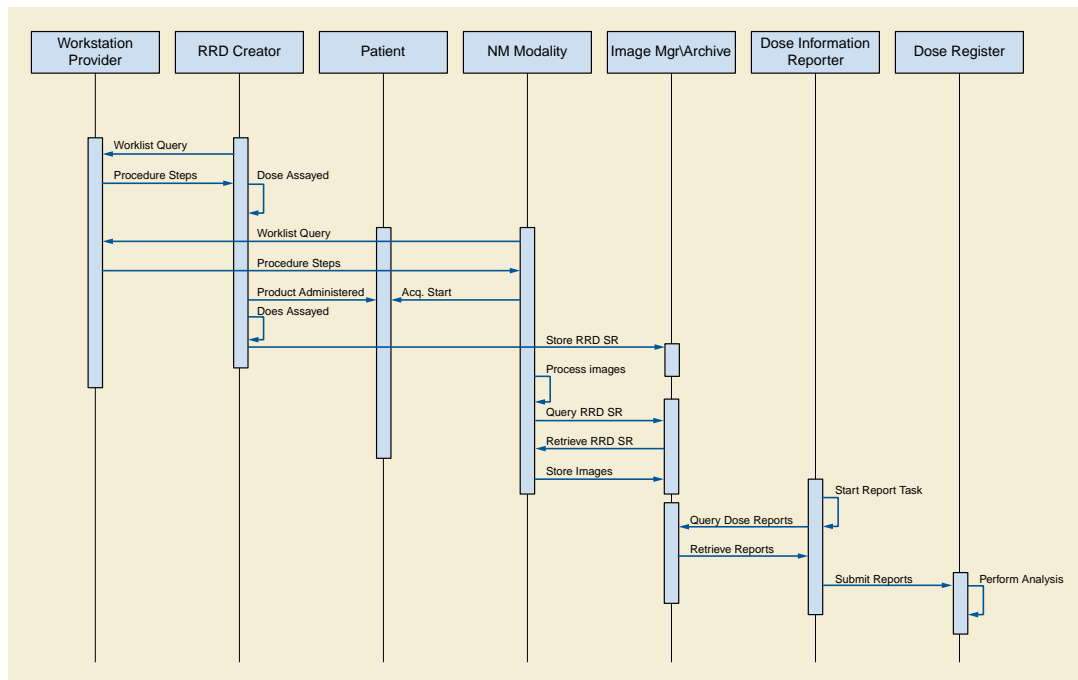 Workstation
Provider
RRD Creator
Patient
NM Modality
Image Mgr\Archive
Dose Information
Reporter
Dose Register
Worklist Query
Procedure Steps
Dose Assayed
Worklist Query
Procedure Steps
Product Administered
Acq. Start
Does Assayed
Store RRD SR
Process images
Query RRD SR
Retrieve RRD SR
Store Images
Start Report Task
Query Dose Reports
Retrieve Reports
Submit Reports
Perform Analysis